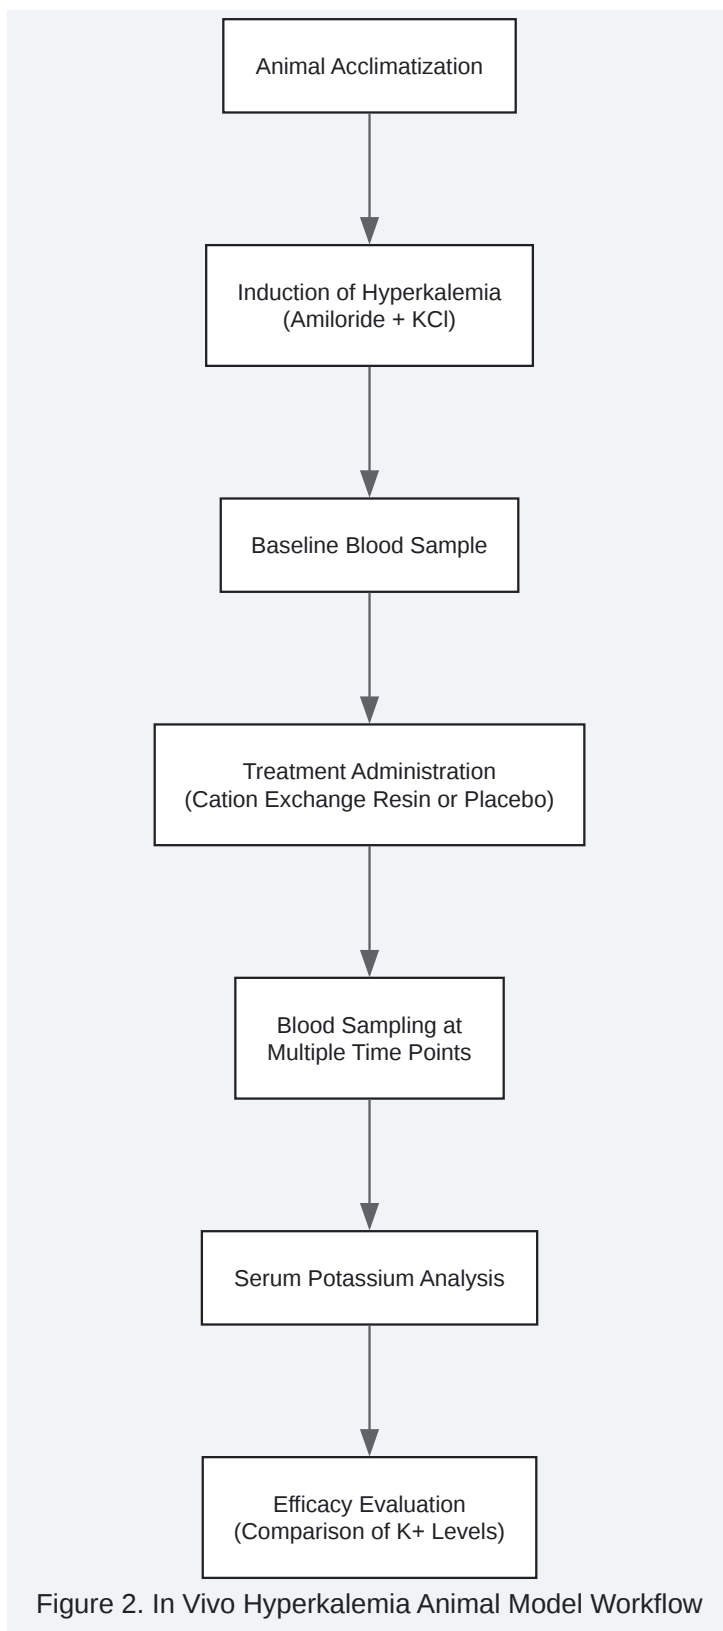 Animal Acclimatization
Induction of Hyperkalemia
(Amiloride + KCl)
Baseline Blood Sample
Treatment Administration
(Cation Exchange Resin or Placebo)
Blood Sampling at
Multiple Time Points
Serum Potassium Analysis
Efficacy Evaluation
(Comparison of K+ Levels)
Figure 2. In Vivo Hyperkalemia Animal Model Workflow